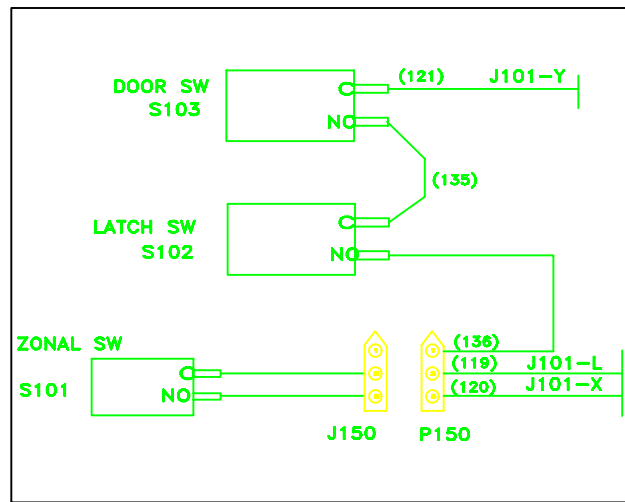 DOOR SW
S103
C
NO
(121)
J101-Y
(135)
LATCH SW
S102
C
NO
ZONAL SW
S101
C
NO
J150
P150
(136)
(119)
J101-L
(120)
J101-X